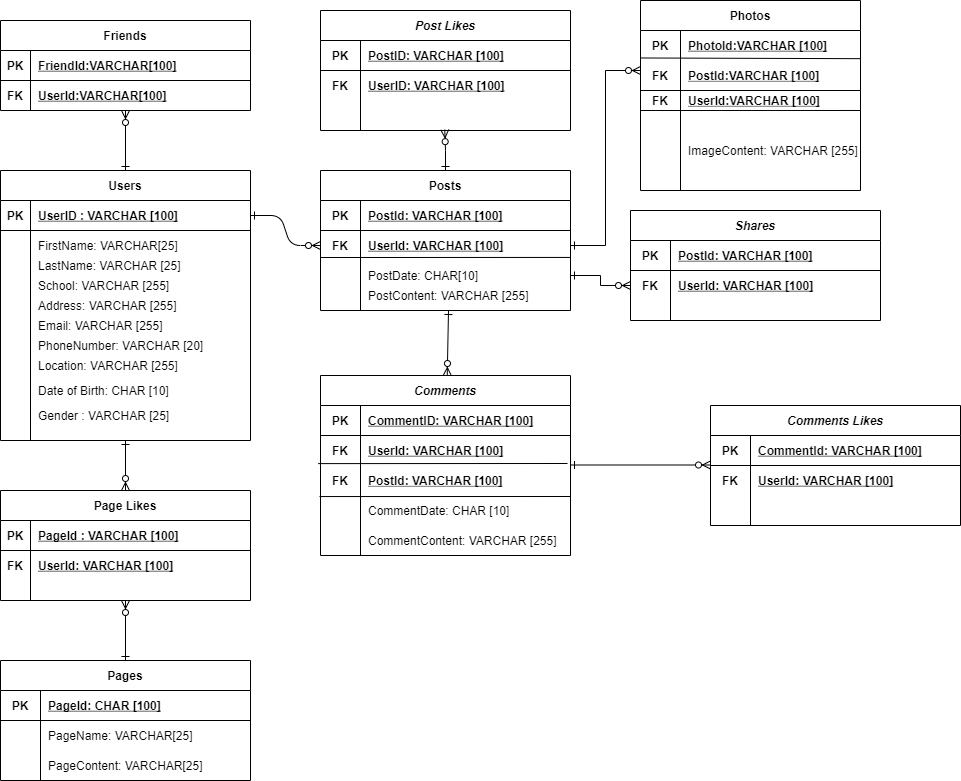 Friends
PK FriendId:VARCHAR[100]
FK UserId:VARCHAR[100]
Users
PK UserID : VARCHAR [100]
FirstName: VARCHAR[25]
LastName: VARCHAR [25]
School: VARCHAR [255]
Address: VARCHAR [255]
Email: VARCHAR [255]
PhoneNumber: VARCHAR [20]
Location: VARCHAR [255]
Date of Birth: CHAR [10]
Gender : VARCHAR [25]
Page Likes
PK PageId : VARCHAR [100]
FK UserId: VARCHAR [100]
Pages
PK PageId: CHAR [100]
PageName: VARCHAR[25]
PageContent: VARCHAR[25]
Post Likes
PK PostID: VARCHAR [100]
FK UserID: VARCHAR [100]
Posts
PK PostId: VARCHAR [100]
FK UserId: VARCHAR [100]
PostDate: CHAR[10]
PostContent: VARCHAR [255]
Comments
PK CommentID: VARCHAR [100]
FK UserId: VARCHAR [100]
FK PostId: VARCHAR [100]
CommentDate: CHAR [10]
CommentContent: VARCHAR [255]
Photos
PK PhotoId:VARCHAR [100]
FK PostId:VARCHAR [100]
FK UserId:VARCHAR [100]
ImageContent: VARCHAR [255]
Shares
PK PostId: VARCHAR [100]
FK UserId: VARCHAR [100]
Comments Likes
PK CommentId: VARCHAR [100]
FK UserId: VARCHAR [100]